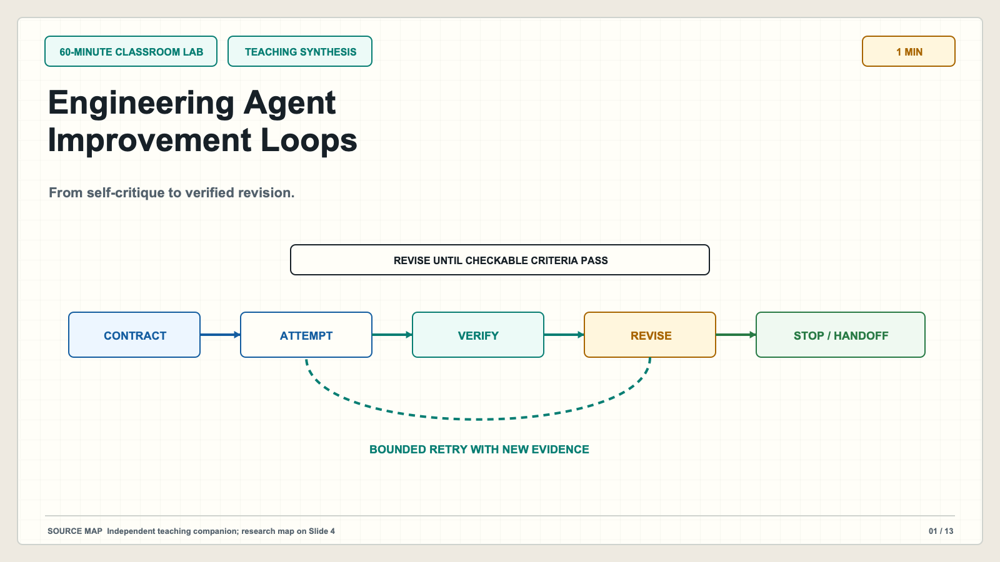 60-MINUTE CLASSROOM LAB
TEACHING SYNTHESIS
1 MIN
Engineering Agent
Improvement Loops
From self-critique to verified revision.
REVISE UNTIL CHECKABLE CRITERIA PASS
CONTRACT
ATTEMPT
VERIFY
REVISE
STOP / HANDOFF
BOUNDED RETRY WITH NEW EVIDENCE
SOURCE MAP Independent teaching companion; research map on Slide 4
01 / 13